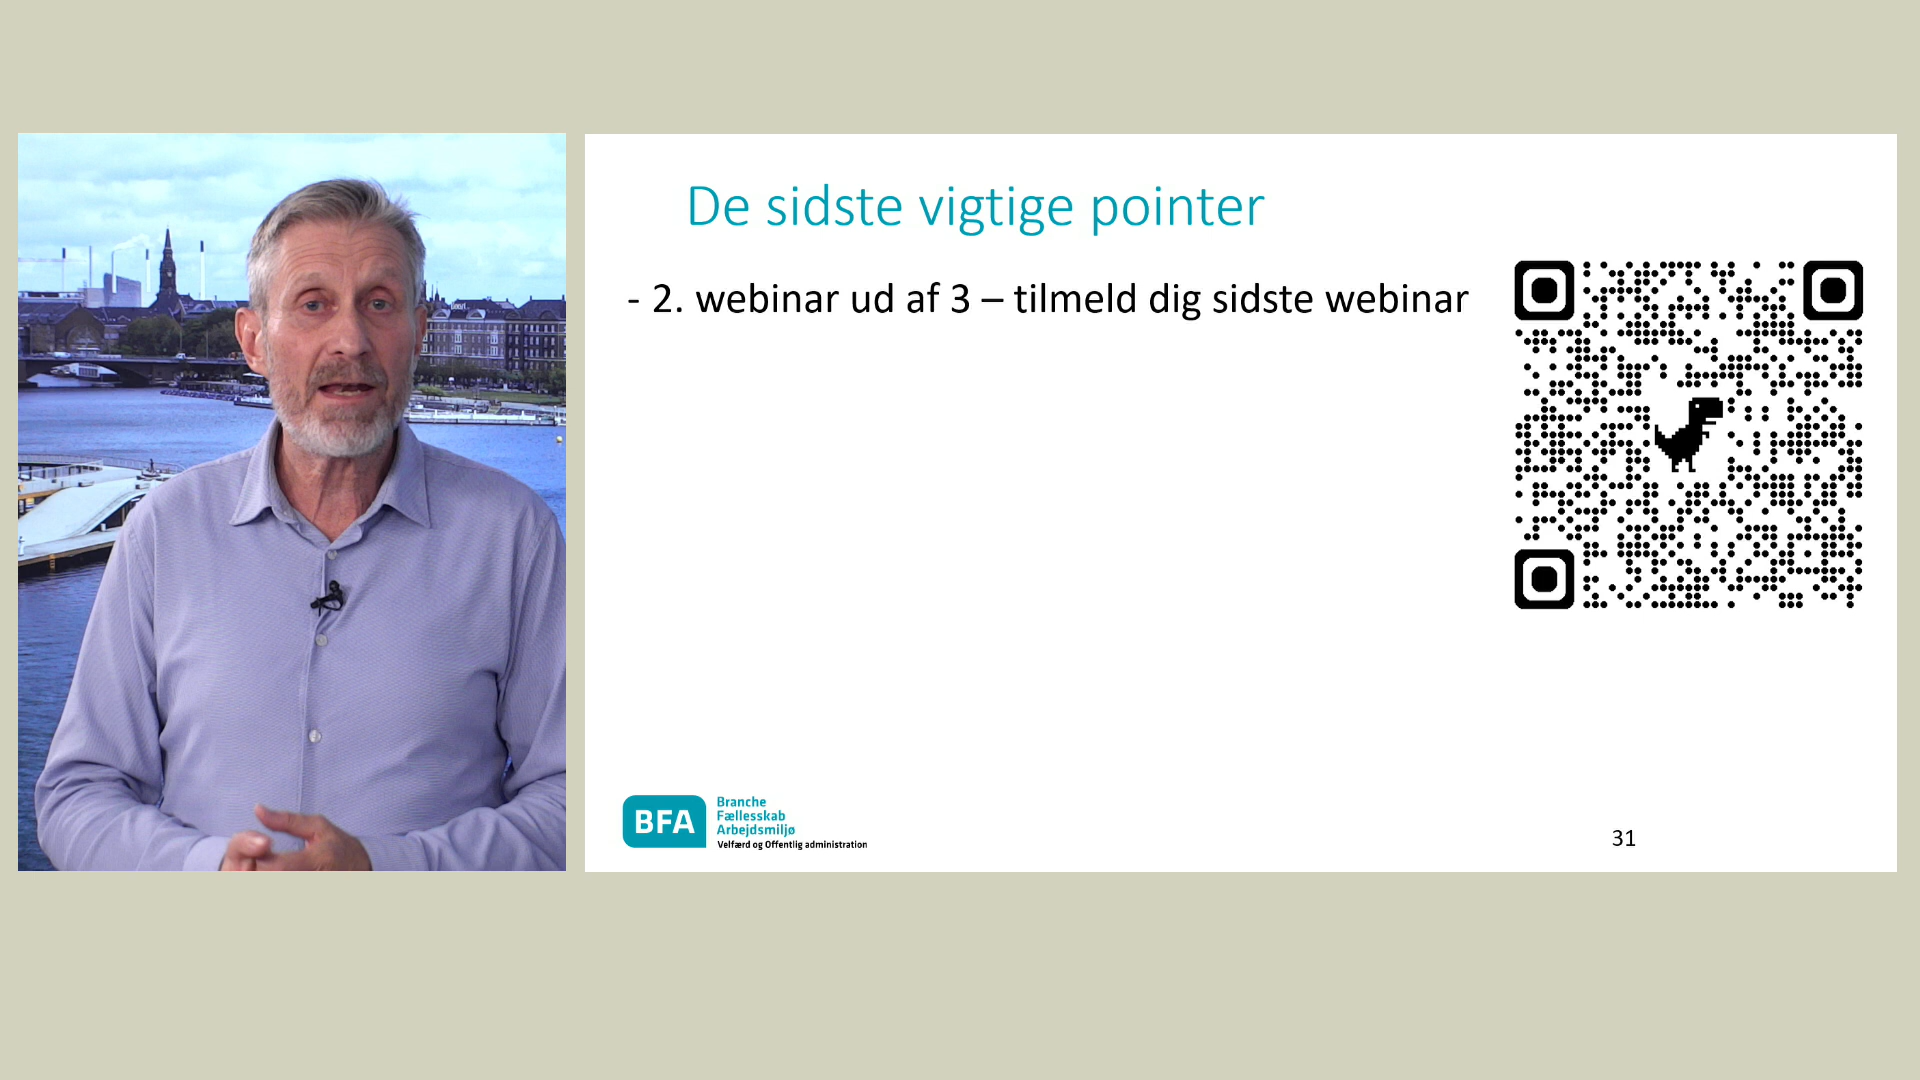 De sidste vigtige pointer
- 2. webinar ud af 3 – tilmeld dig sidste webinar
BFA
Branche
Fællesskab
Arbejdsmiljø
Velfærd og Offentlig administration
31